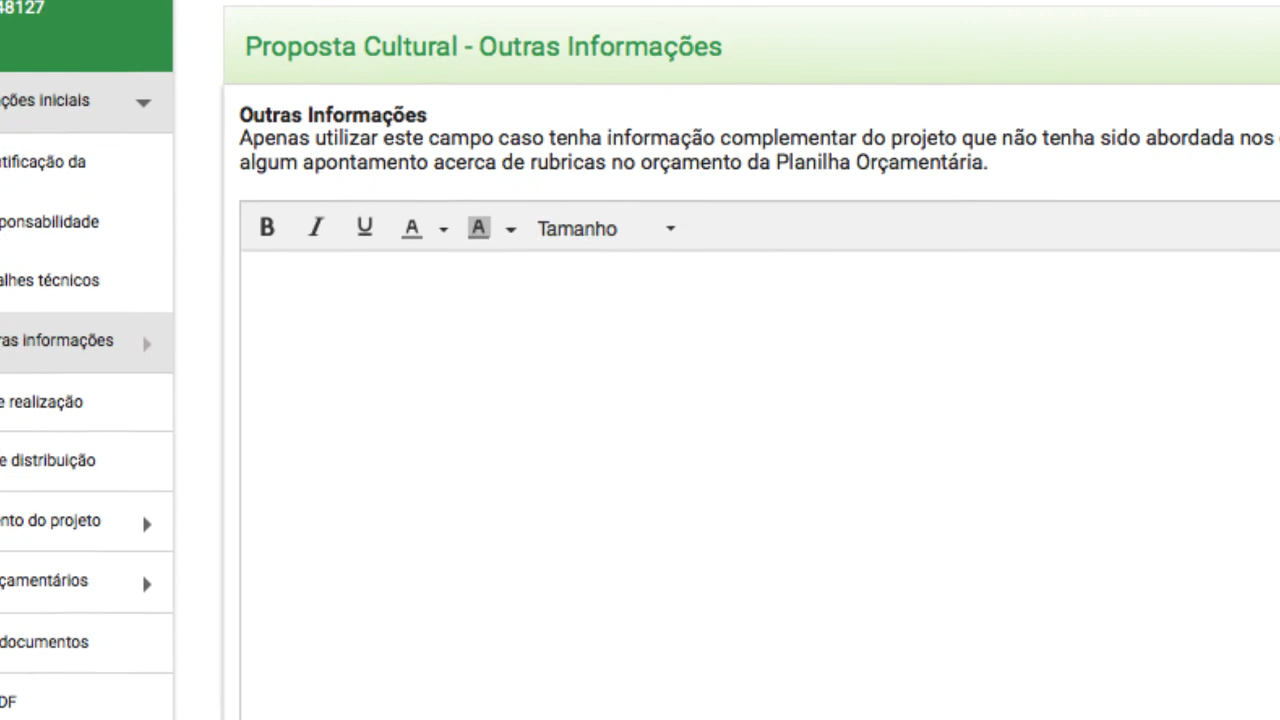 48127
ções iniciais
tificação da
ponsabilidade
alhes técnicos
ras informações
e realização
e distribuição
nto do projeto
çamentários
documentos
DF
Proposta Cultural - Outras Informações
Outras Informações
Apenas utilizar este campo caso tenha informação complementar do projeto que não tenha sido abordada nos
algum apontamento acerca de rubricas no orçamento da Planilha Orçamentária.
B I U A A Tamanho